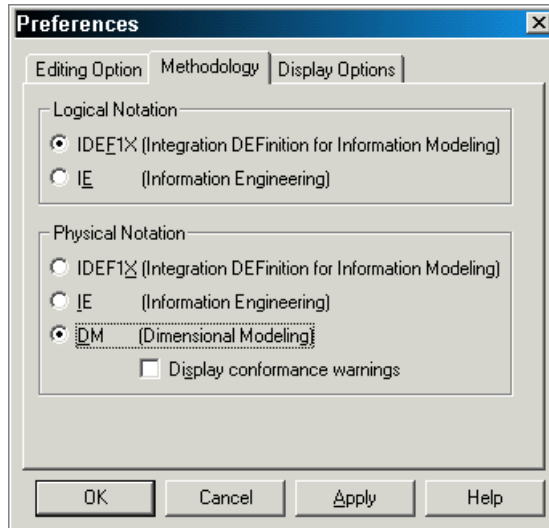 Preferences
Editing Option Methodology Display Options
Logical Notation
IDEF1X (Integration DEFinition for Information Modeling)
IE (Information Engineering)
Physical Notation
IDEF1X (Integration DEFinition for Information Modeling)
IE (Information Engineering)
DM (Dimensional Modeling)
Display conformance warnings
OK Cancel Apply Help